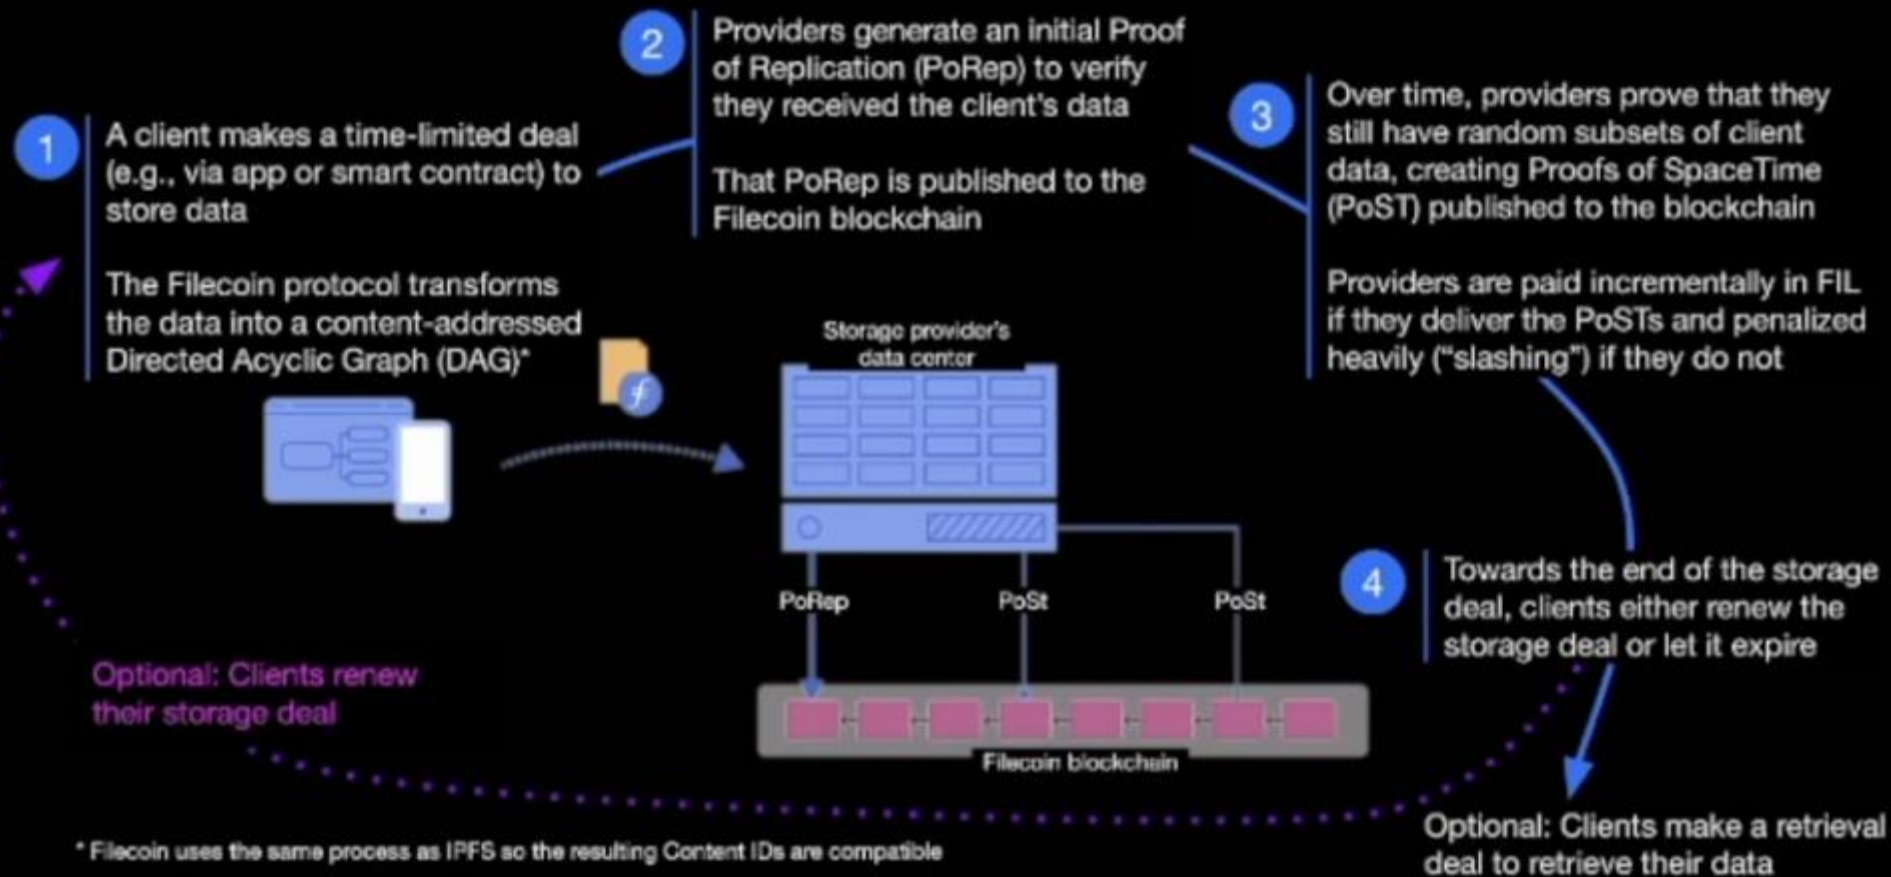 1
A client makes a time-limited deal
(e.g., via app or smart contract) to
store data
The Filecoin protocol transforms
the data into a content-addressed
Directed Acyclic Graph (DAG)*
2
Providers generate an initial Proof
of Replication (PoRep) to verify
they received the client's data
That PoRep is published to the
Filecoin blockchain
3
Over time, providers prove that they
still have random subsets of client
data, creating Proofs of SpaceTime
(PoST) published to the blockchain
Providers are paid incrementally in FIL
if they deliver the PoSTs and penalized
heavily ("slashing") if they do not
Storage provider's
data center
PoRep
PoSt
PoSt
Filecoin blockchain
4
Towards the end of the storage
deal, clients either renew the
storage deal or let it expire
Optional: Clients renew
their storage deal
Optional: Clients make a retrieval
deal to retrieve their data
* Filecoin uses the same process as IPFS so the resulting Content IDs are compatible